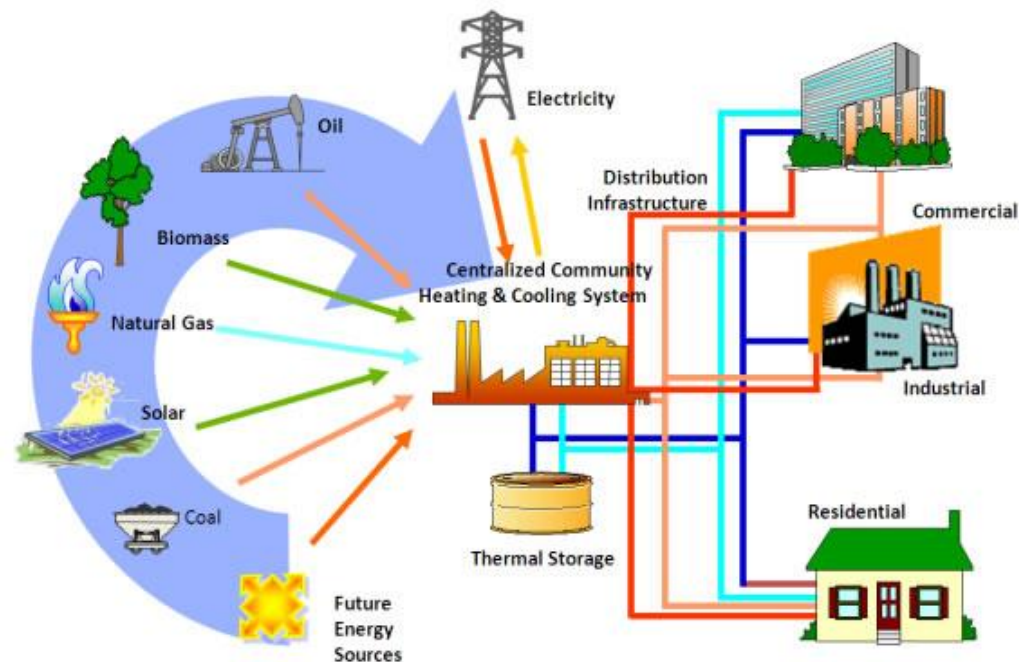 Electricity
Oil
Distribution
Infrastructure
Commercial
Biomass
Centralized Community
Heating & Cooling System
Natural Gas
Industrial
Solar
Coal
Residential
Thermal Storage
Future
Energy
Sources